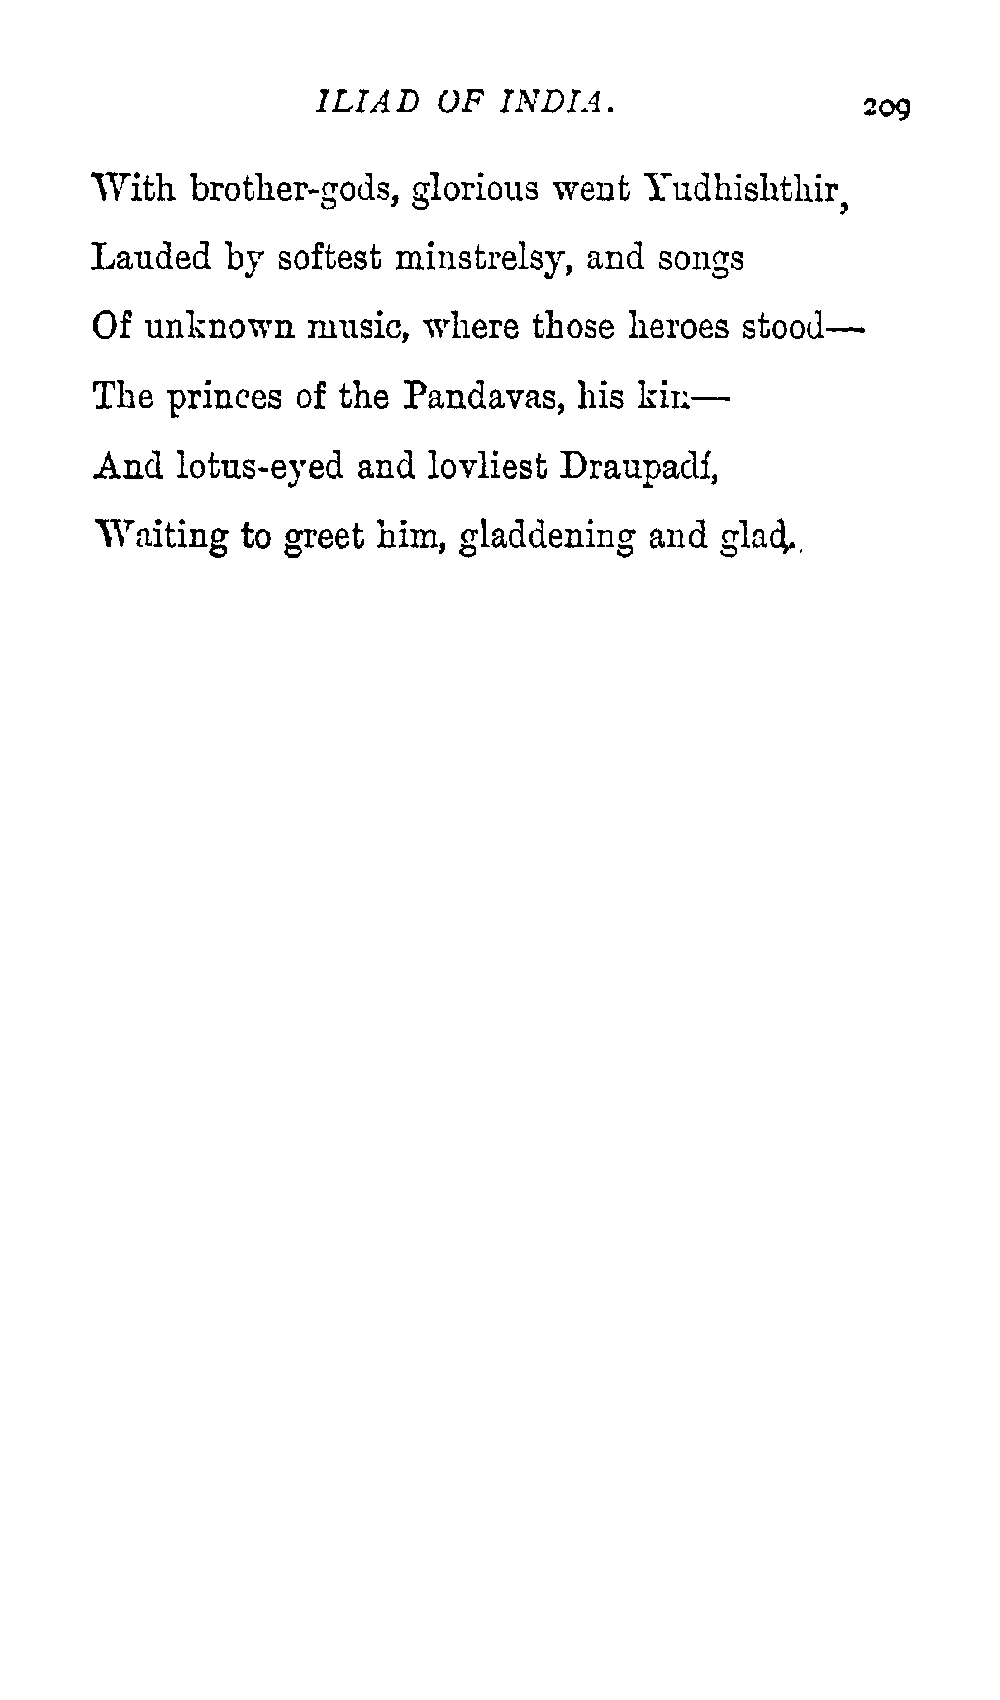 ILIAD OF INDIA. 209
With brother-gods, glorious went Yudhishthir,
Lauded by softest minstrelsy, and songs
Of unknown music, where those heroes stood—
The princes of the Pandavas, his kin—
And lotus-eyed and lovliest Draupadí,
Waiting to greet him, gladdening and glad.